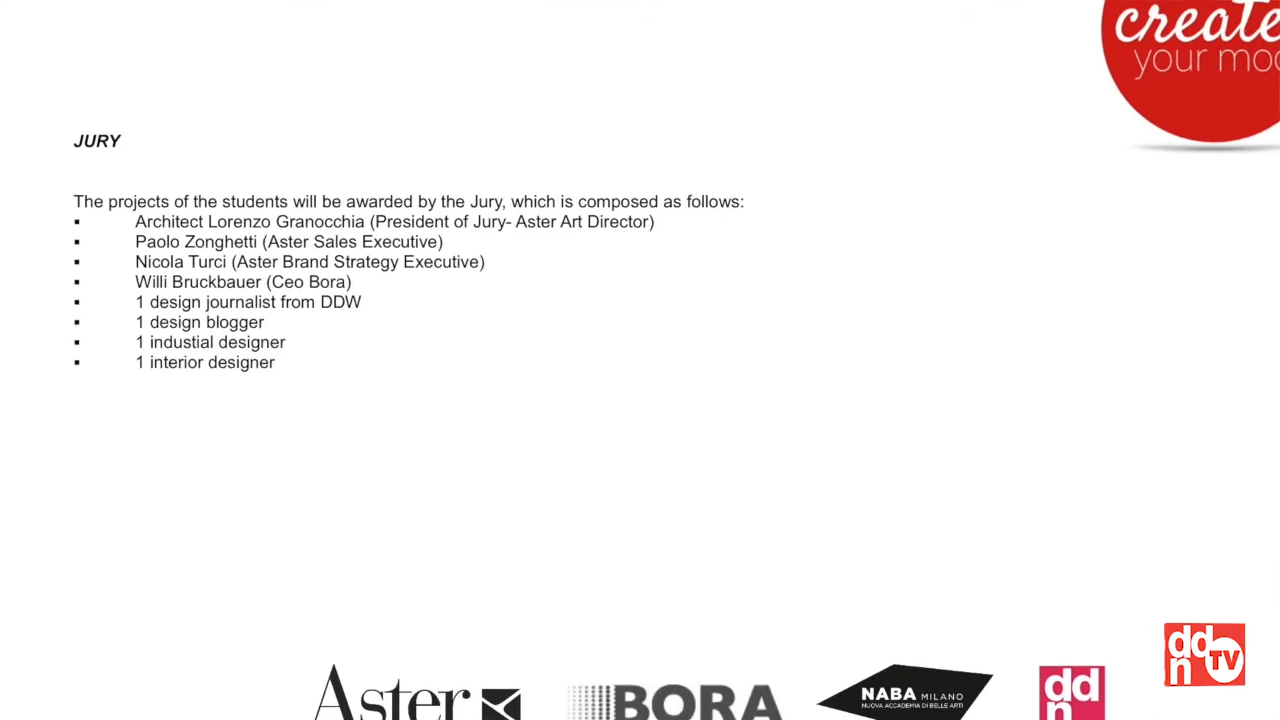 create
your moo
JURY
The projects of the students will be awarded by the Jury, which is composed as follows:
▪ Architect Lorenzo Granocchia (President of Jury- Aster Art Director)
▪ Paolo Zonghetti (Aster Sales Executive)
▪ Nicola Turci (Aster Brand Strategy Executive)
▪ Willi Bruckbauer (Ceo Bora)
▪ 1 design journalist from DDW
▪ 1 design blogger
▪ 1 industial designer
▪ 1 interior designer
Aster
BORA
NABA MILANO
NUOVA ACCADEMIA DI BELLE ARTI
ddn
ddn TV